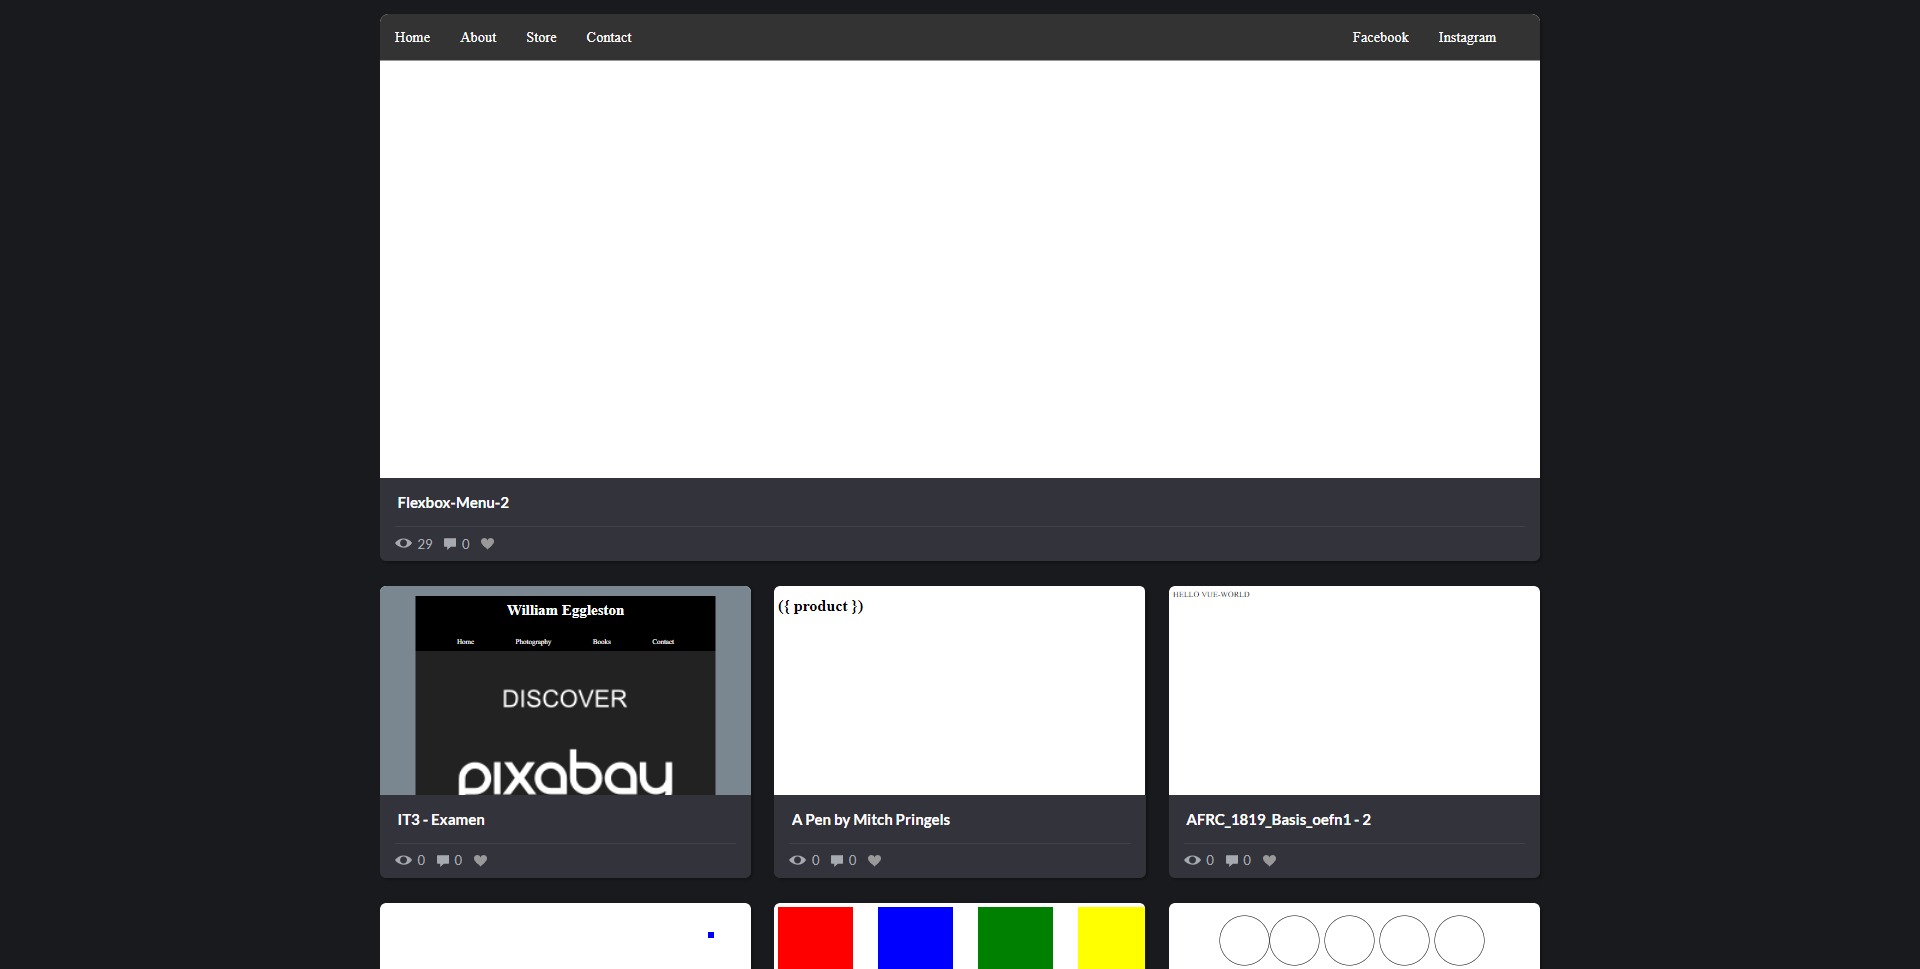 Home About Store Contact Facebook Instagram
Flexbox-Menu-2
29 0
William Eggleston
Home Photography Books Contact
DISCOVER
pixabay
IT3 - Examen
0 0
({ product })
A Pen by Mitch Pringels
0 0
HELLO VUE-WORLD
AFRC_1819_Basis_oefn1 - 2
0 0